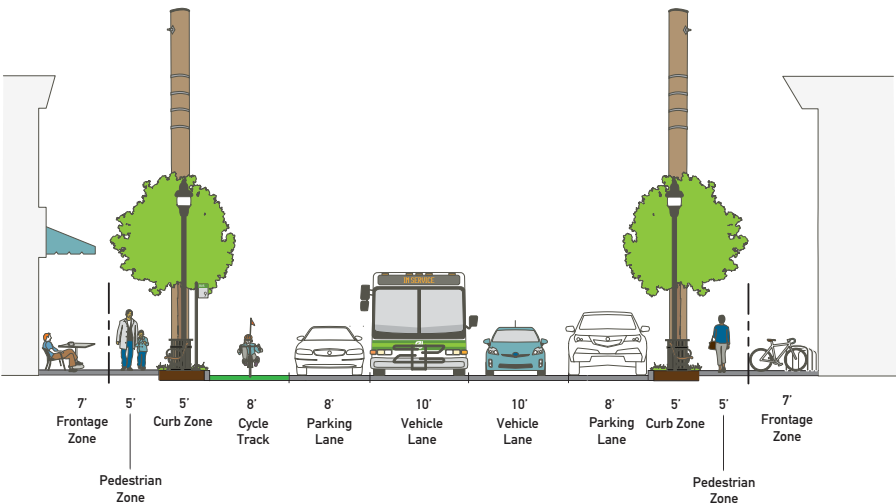 IN SERVICE
7'
Frontage
Zone
5'
Pedestrian
Zone
5'
Curb Zone
8'
Cycle
Track
8'
Parking
Lane
10'
Vehicle
Lane
10'
Vehicle
Lane
8'
Parking
Lane
5'
Curb Zone
5'
Pedestrian
Zone
7'
Frontage
Zone